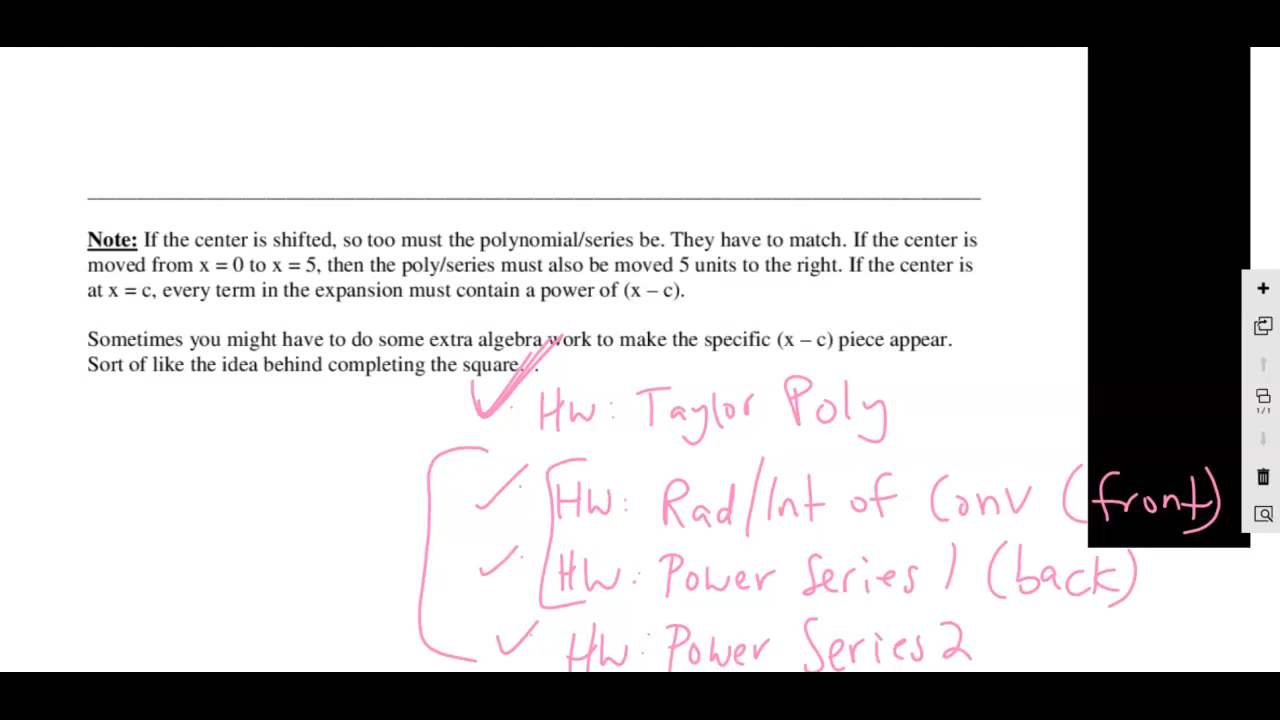 Note: If the center is shifted, so too must the polynomial/series be. They have to match. If the center is
moved from x = 0 to x = 5, then the poly/series must also be moved 5 units to the right. If the center is
at x = c, every term in the expansion must contain a power of (x – c).
Sometimes you might have to do some extra algebra work to make the specific (x – c) piece appear.
Sort of like the idea behind completing the square...
HW: Taylor Poly
HW: Rad/Int of Conv (front)
HW: Power Series 1 (back)
HW: Power Series 2
1/1